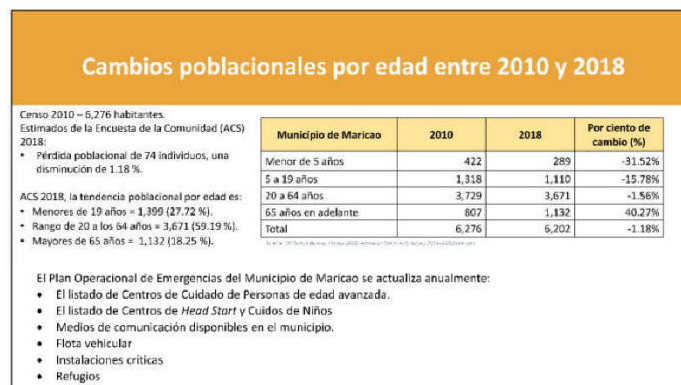 Cambios poblacionales por edad entre 2010 y 2018
Censo 2010 – 6,276 habitantes.
Estimados de la Encuesta de la Comunidad (ACS)
2018:
• Pérdida poblacional de 74 individuos, una
disminución de 1.18 %.
ACS 2018, la tendencia poblacional por edad es:
• Menores de 19 años = 1,399 (27.72 %).
• Rango de 20 a los 64 años = 3,671 (59.19 %).
• Mayores de 65 años = 1,132 (18.25 %).
Municipio de Maricao 2010 2018 Por ciento de
cambio (%)
Menor de 5 años 422 289 -31.52%
5 a 19 años 1,318 1,110 -15.78%
20 a 64 años 3,729 3,671 -1.56%
65 años en adelante 807 1,132 40.27%
Total 6,276 6,202 -1.18%
El Plan Operacional de Emergencias del Municipio de Maricao se actualiza anualmente:
• El listado de Centros de Cuidado de Personas de edad avanzada.
• El listado de Centros de Head Start y Cuidos de Niños
• Medios de comunicación disponibles en el municipio.
• Flota vehicular
• Instalaciones críticas
• Refugios